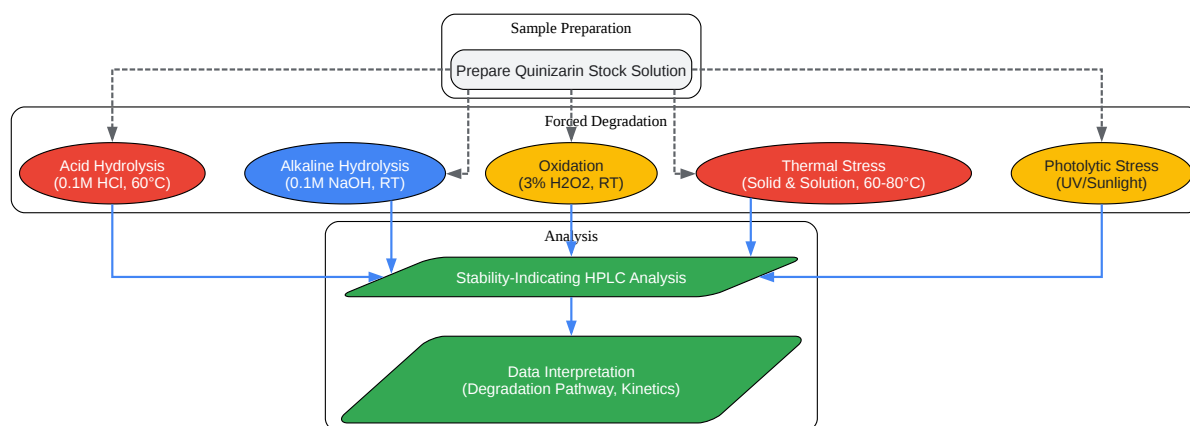 Sample Preparation
Prepare Quinizarin Stock Solution
Forced Degradation
Acid Hydrolysis
(0.1M HCl, 60°C)
Alkaline Hydrolysis
(0.1M NaOH, RT)
Oxidation
(3% H2O2, RT)
Thermal Stress
(Solid & Solution, 60-80°C)
Photolytic Stress
(UV/Sunlight)
Analysis
Stability-Indicating HPLC Analysis
Data Interpretation
(Degradation Pathway, Kinetics)